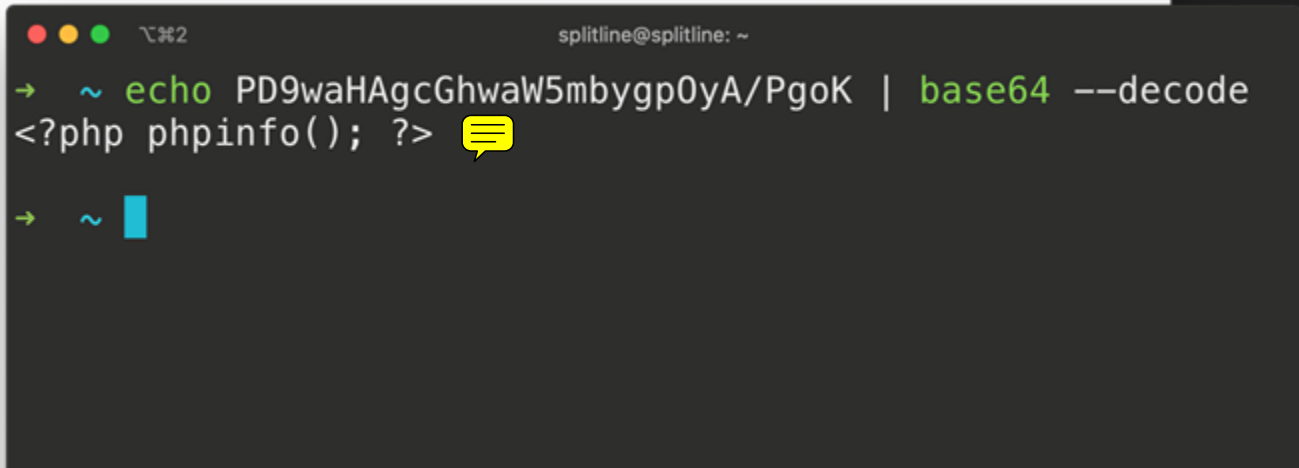 ⌥⌘2 splitline@splitline: ~
→ ~ echo PD9waHAgcGhwaW5mbygpOyA/PgoK | base64 --decode
<?php phpinfo(); ?>
→ ~